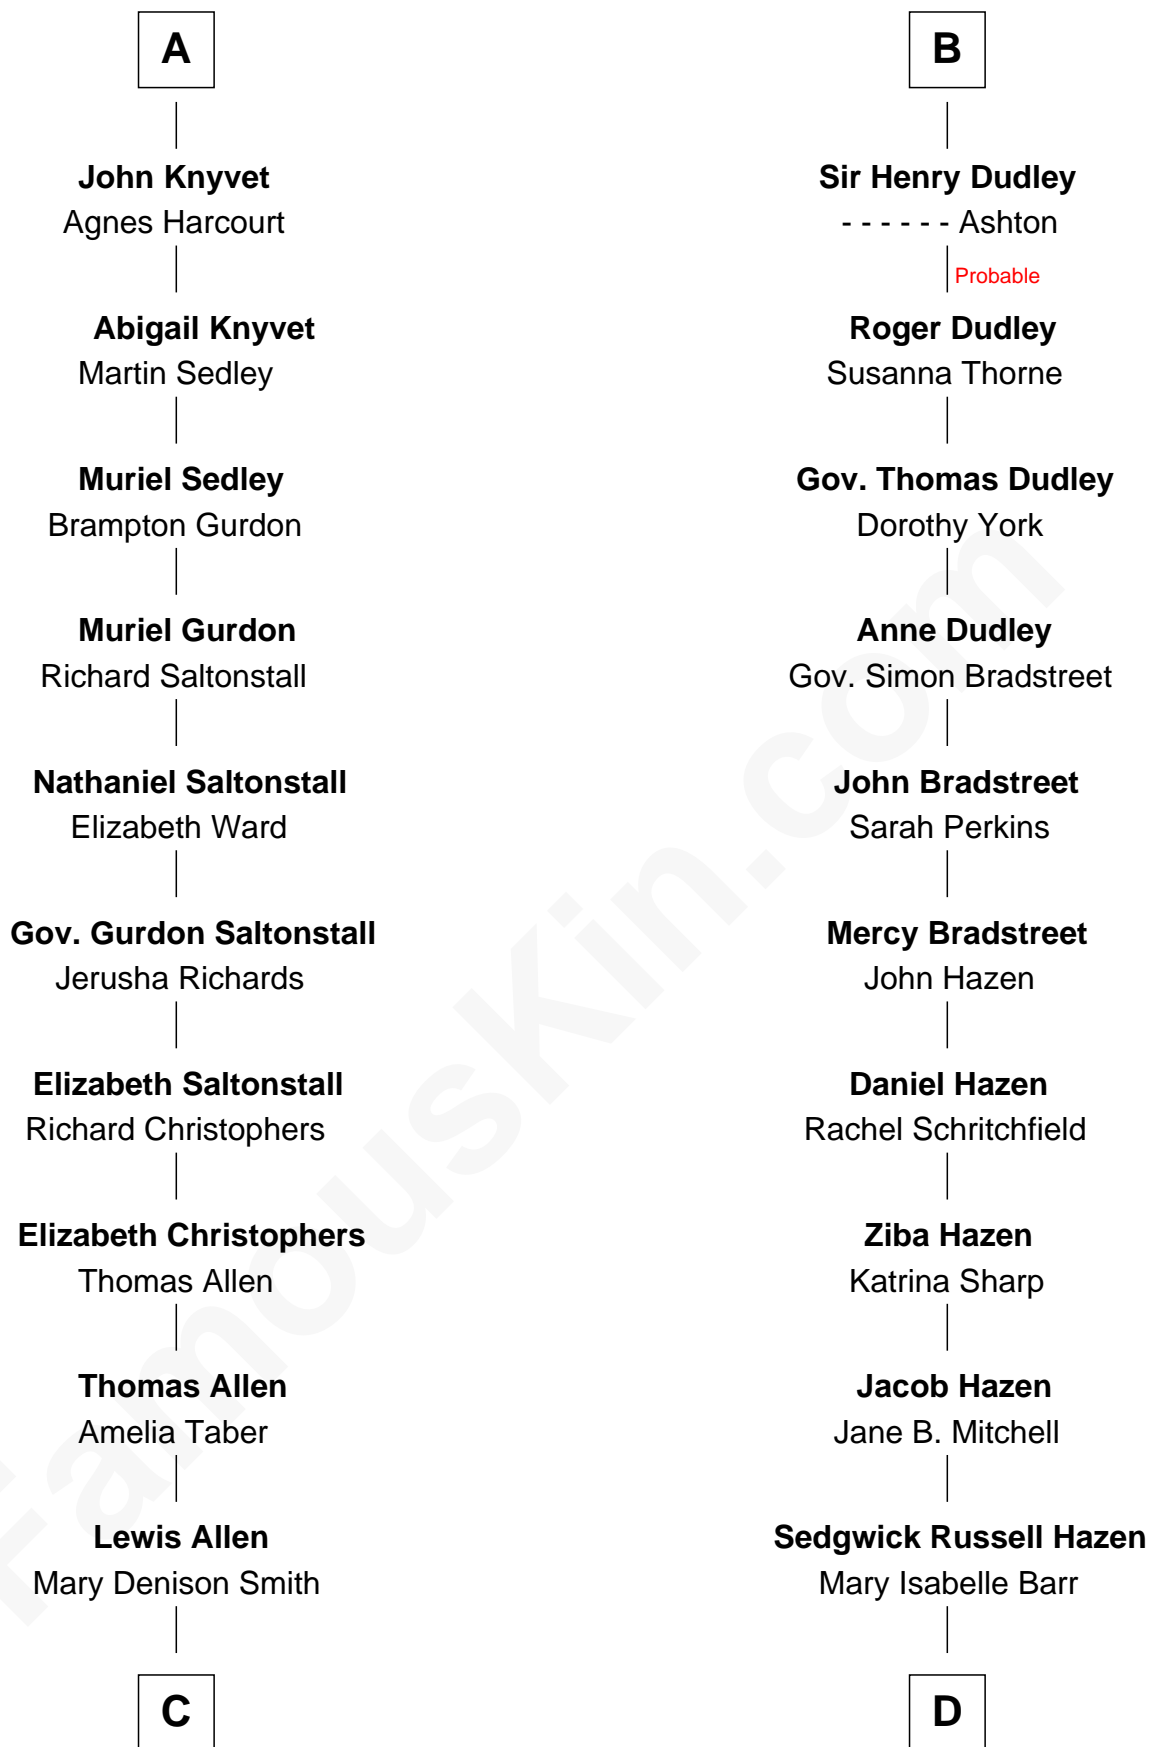 A
John Knyvet
Agnes Harcourt
Abigail Knyvet
Martin Sedley
Muriel Sedley
Brampton Gurdon
Muriel Gurdon
Richard Saltonstall
Nathaniel Saltonstall
Elizabeth Ward
Gov. Gurdon Saltonstall
Jerusha Richards
Elizabeth Saltonstall
Richard Christophers
Elizabeth Christophers
Thomas Allen
Thomas Allen
Amelia Taber
Lewis Allen
Mary Denison Smith
C
B
Sir Henry Dudley
- - - - - - Ashton
Probable
Roger Dudley
Susanna Thorne
Gov. Thomas Dudley
Dorothy York
Anne Dudley
Gov. Simon Bradstreet
John Bradstreet
Sarah Perkins
Mercy Bradstreet
John Hazen
Daniel Hazen
Rachel Schritchfield
Ziba Hazen
Katrina Sharp
Jacob Hazen
Jane B. Mitchell
Sedgwick Russell Hazen
Mary Isabelle Barr
D
FamousKin.com